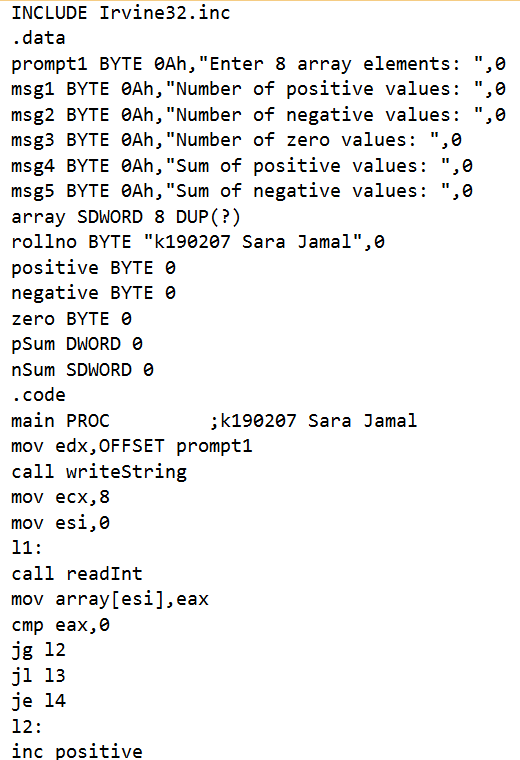 INCLUDE Irvine32.inc
.data
prompt1 BYTE 0Ah,"Enter 8 array elements: ",0
msg1 BYTE 0Ah,"Number of positive values: ",0
msg2 BYTE 0Ah,"Number of negative values: ",0
msg3 BYTE 0Ah,"Number of zero values: ",0
msg4 BYTE 0Ah,"Sum of positive values: ",0
msg5 BYTE 0Ah,"Sum of negative values: ",0
array SDWORD 8 DUP(?)
rollno BYTE "k190207 Sara Jamal",0
positive BYTE 0
negative BYTE 0
zero BYTE 0
pSum DWORD 0
nSum SDWORD 0
.code
main PROC         ;k190207 Sara Jamal
mov edx,OFFSET prompt1
call writeString
mov ecx,8
mov esi,0
l1:
call readInt
mov array[esi],eax
cmp eax,0
jg l2
jl l3
je l4
l2:
inc positive